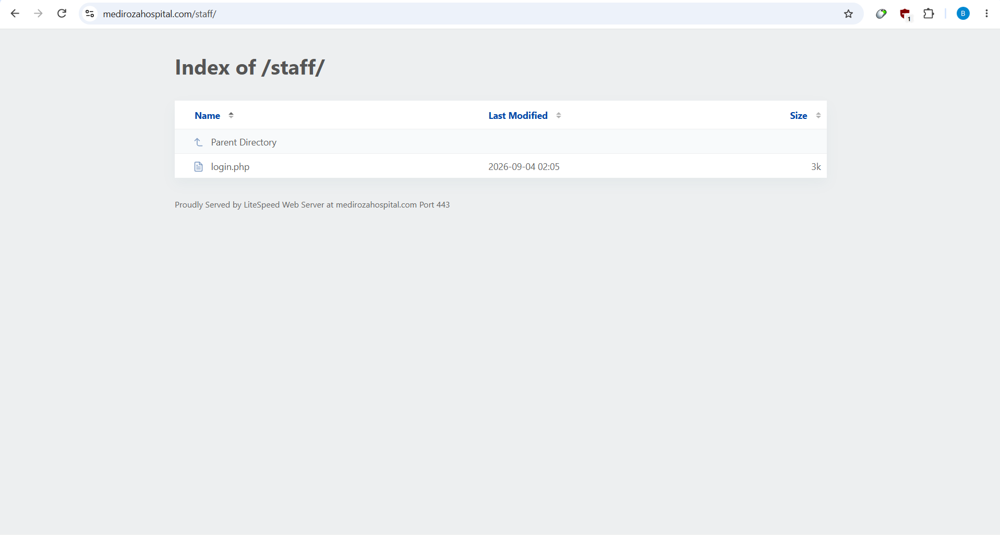 medirozahospital.com/staff/
1
B
Index of /staff/
Name Last Modified Size
Parent Directory
login.php 2026-09-04 02:05 3k
Proudly Served by LiteSpeed Web Server at medirozahospital.com Port 443